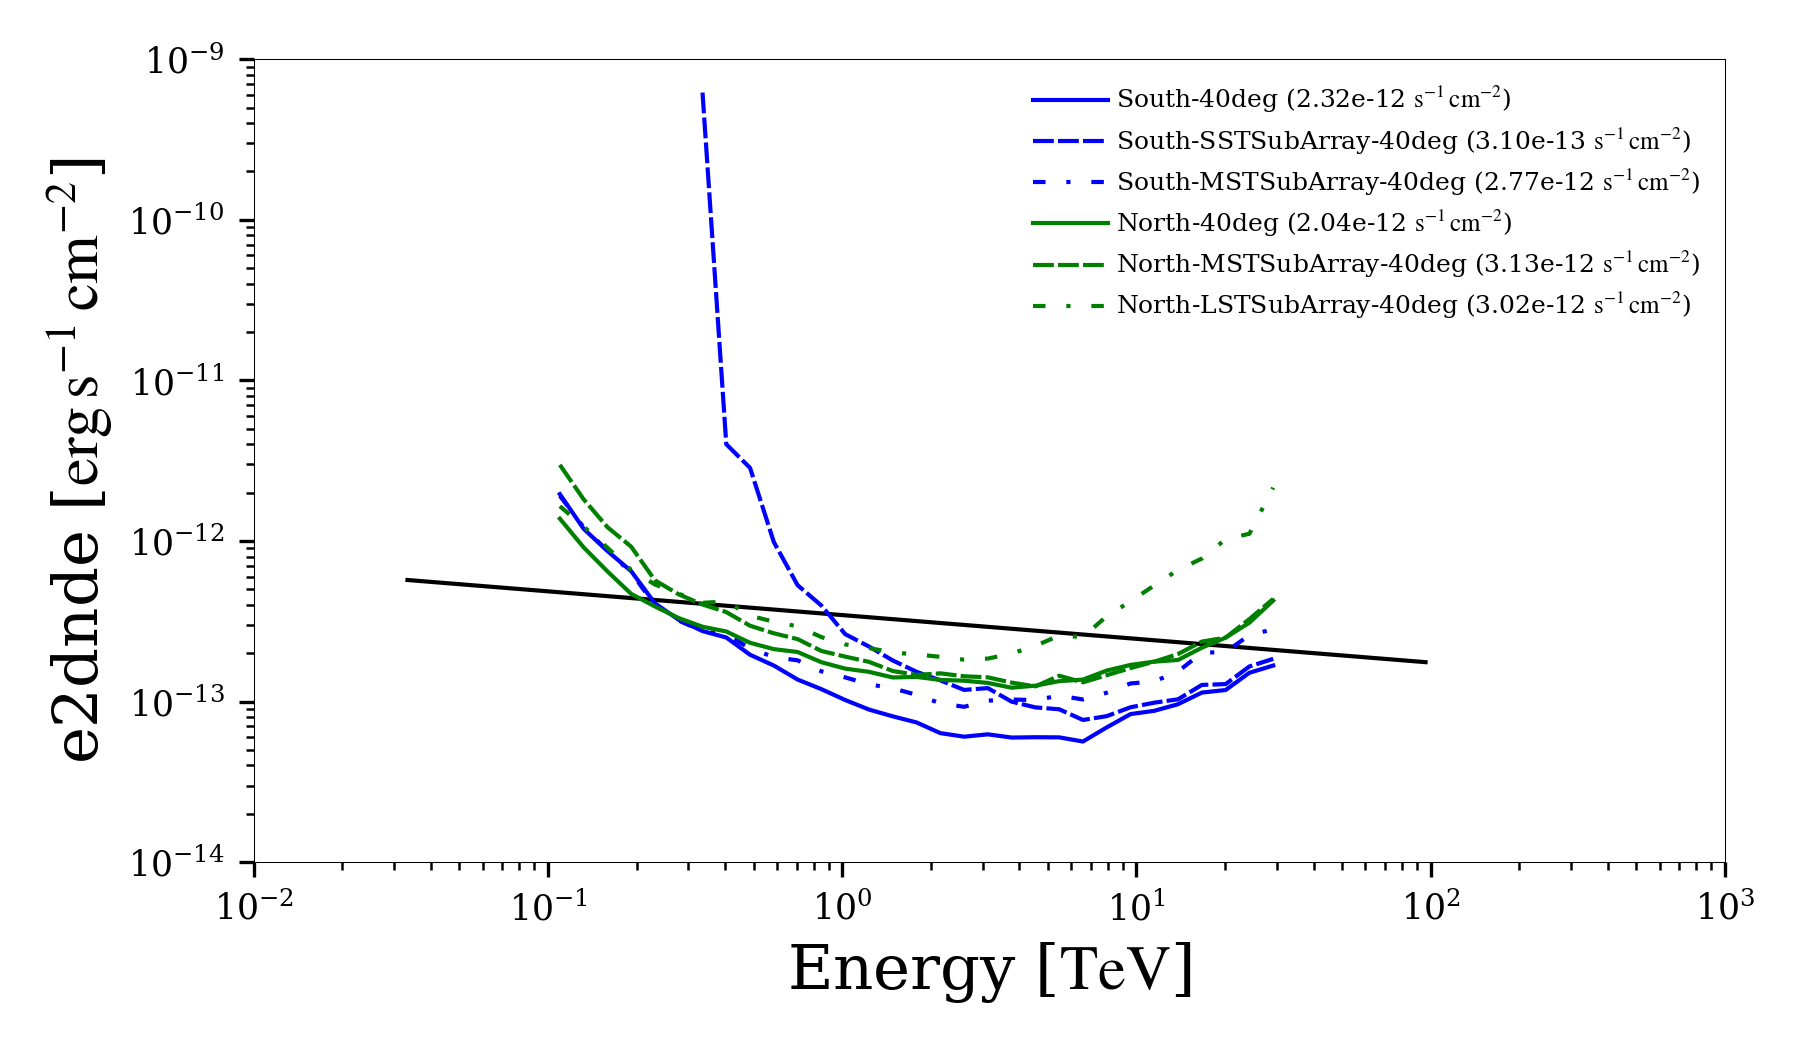 10⁻⁹
10⁻¹⁰
10⁻¹¹
10⁻¹²
10⁻¹³
10⁻¹⁴
e2dnde [erg s⁻¹ cm⁻²]
South-40deg (2.32e-12 s⁻¹ cm⁻²)
South-SSTSubArray-40deg (3.10e-13 s⁻¹ cm⁻²)
South-MSTSubArray-40deg (2.77e-12 s⁻¹ cm⁻²)
North-40deg (2.04e-12 s⁻¹ cm⁻²)
North-MSTSubArray-40deg (3.13e-12 s⁻¹ cm⁻²)
North-LSTSubArray-40deg (3.02e-12 s⁻¹ cm⁻²)
10⁻² 10⁻¹ 10⁰ 10¹ 10² 10³
Energy [TeV]